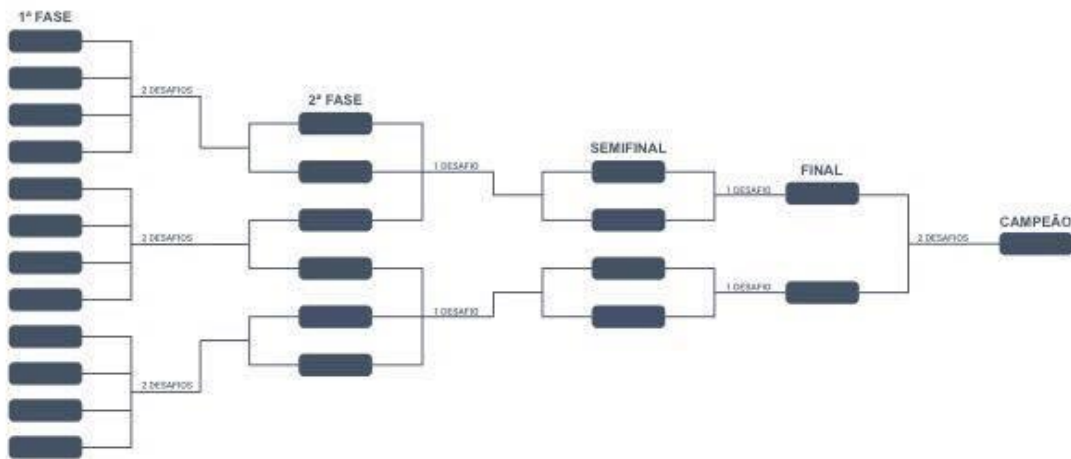 1ª FASE
2 DESAFIOS
2ª FASE
1 DESAFIO
SEMIFINAL
1 DESAFIO
FINAL
CAMPEÃO
2 DESAFIOS
2 DESAFIOS
1 DESAFIO
1 DESAFIO
2 DESAFIOS